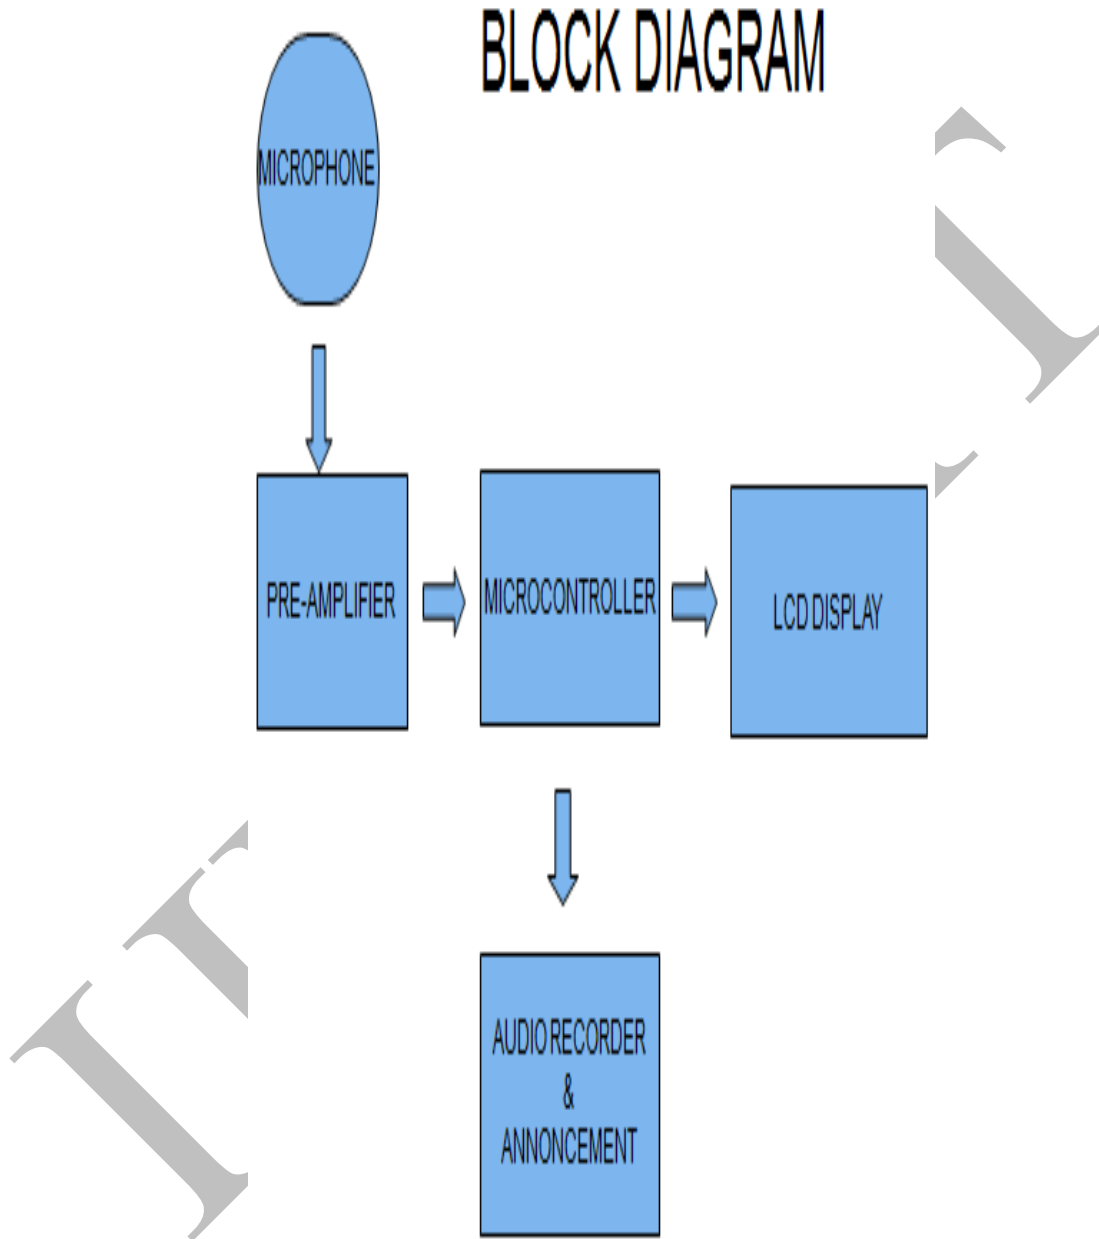 BLOCK DIAGRAM
MICROPHONE
PRE-AMPLIFIER
MICROCONTROLLER
LCD DISPLAY
AUDIO RECORDER
&
ANNONCEMENT